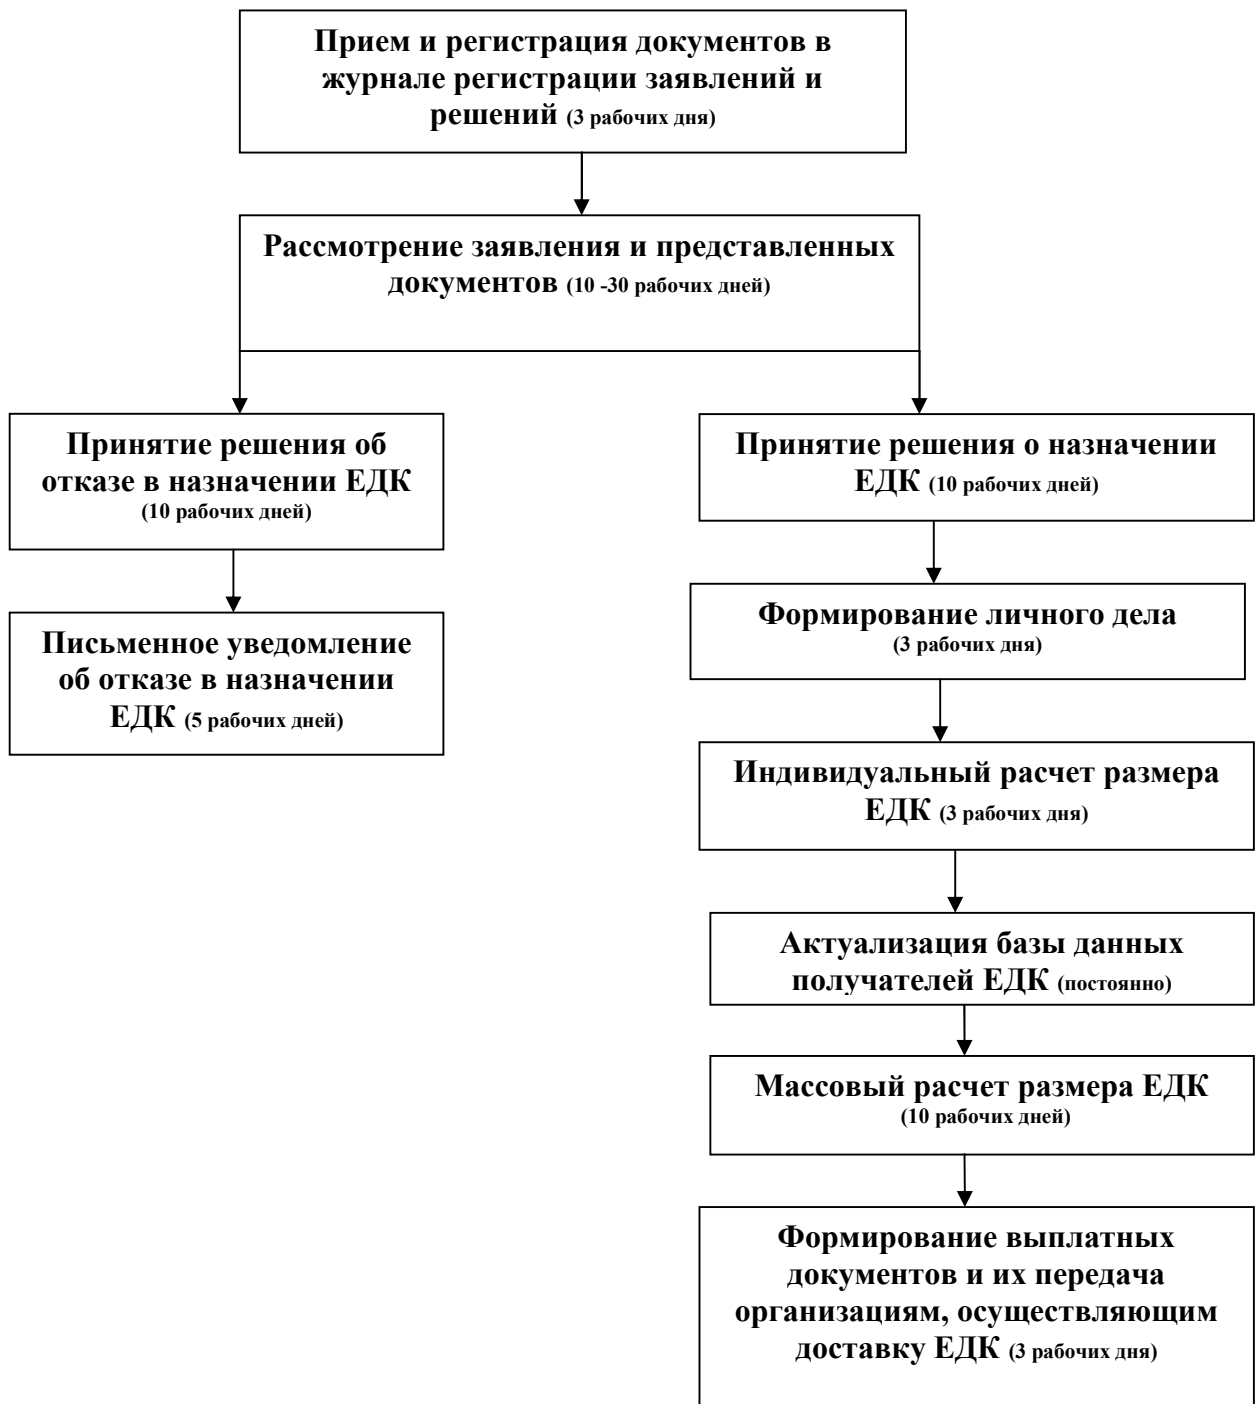 Прием и регистрация документов в
журнале регистрации заявлений и
решений (3 рабочих дня)
Рассмотрение заявления и представленных
документов (10 -30 рабочих дней)
Принятие решения об
отказе в назначении ЕДК
(10 рабочих дней)
Письменное уведомление
об отказе в назначении
ЕДК (5 рабочих дней)
Принятие решения о назначении
ЕДК (10 рабочих дней)
Формирование личного дела
(3 рабочих дня)
Индивидуальный расчет размера
ЕДК (3 рабочих дня)
Актуализация базы данных
получателей ЕДК (постоянно)
Массовый расчет размера ЕДК
(10 рабочих дней)
Формирование выплатных
документов и их передача
организациям, осуществляющим
доставку ЕДК (3 рабочих дня)